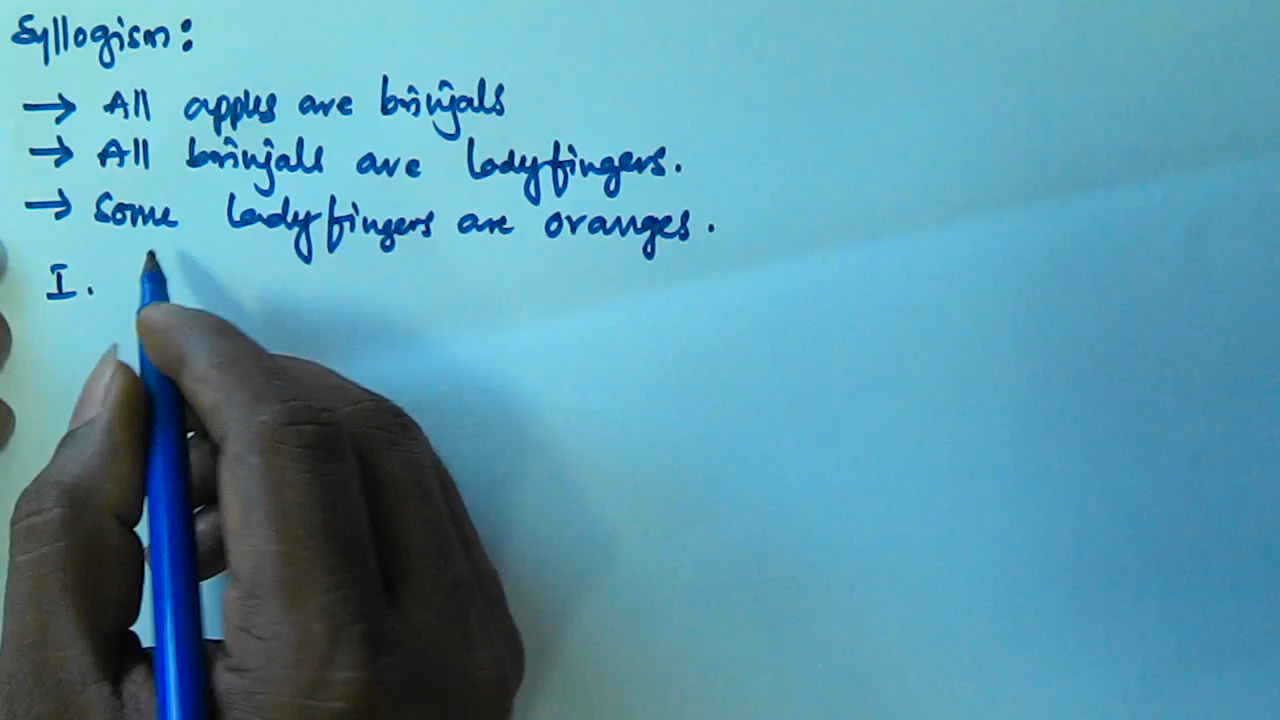 Syllogism:
→ All apples are brinjals
→ All brinjals are ladyfingers.
→ Some ladyfingers are oranges.
I.